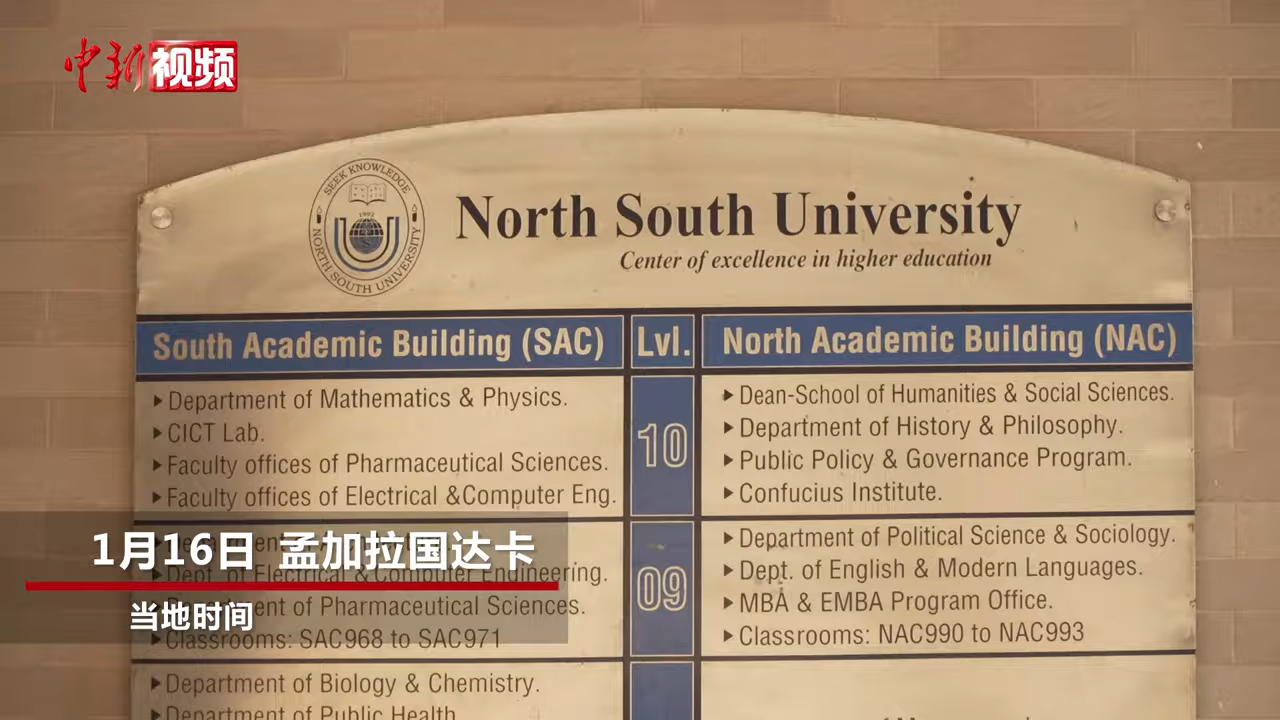 中新视频
SEEK KNOWLEDGE
1992
NORTH SOUTH UNIVERSITY
North South University
Center of excellence in higher education
South Academic Building (SAC)
Lvl.
North Academic Building (NAC)
Department of Mathematics & Physics.
CICT Lab.
Faculty offices of Pharmaceutical Sciences.
Faculty offices of Electrical &Computer Eng.
10
Dean-School of Humanities & Social Sciences.
Department of History & Philosophy.
Public Policy & Governance Program.
Confucius Institute.
Dept. of Electrical & Computer Engineering.
Department of Pharmaceutical Sciences.
Classrooms: SAC968 to SAC971
09
Department of Political Science & Sociology.
Dept. of English & Modern Languages.
MBA & EMBA Program Office.
Classrooms: NAC990 to NAC993
Department of Biology & Chemistry.
Department of Public Health
1月16日 孟加拉国达卡
当地时间